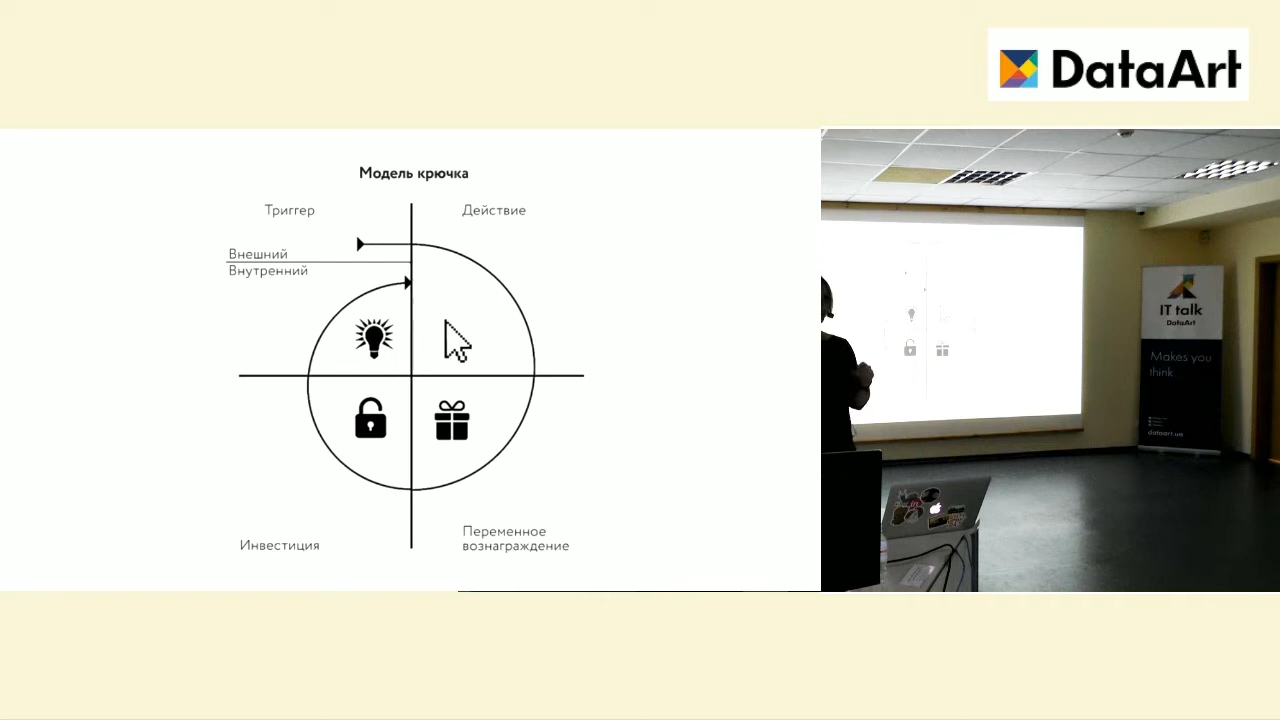 DataArt
Модель крючка
Триггер
Действие
Внешний
Внутренний
Инвестиция
Переменное
вознаграждение
IT talk
DataArt
Makes you
think
dataart.ua